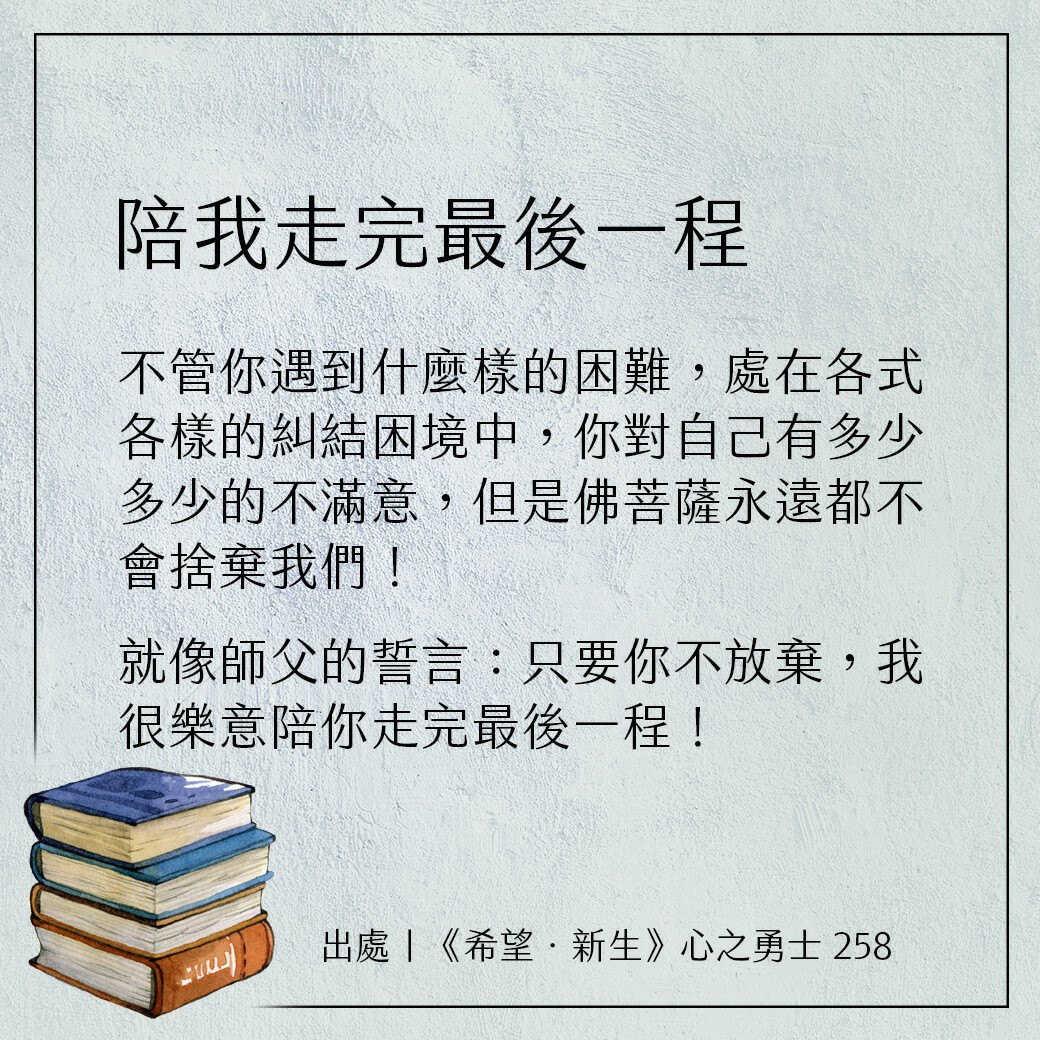 陪我走完最後一程
不管你遇到什麼樣的困難，處在各式
各樣的糾結困境中，你對自己有多少
多少的不滿意，但是佛菩薩永遠都不
會捨棄我們！
就像師父的誓言：只要你不放棄，我
很樂意陪你走完最後一程！
出處｜《希望．新生》心之勇士 258